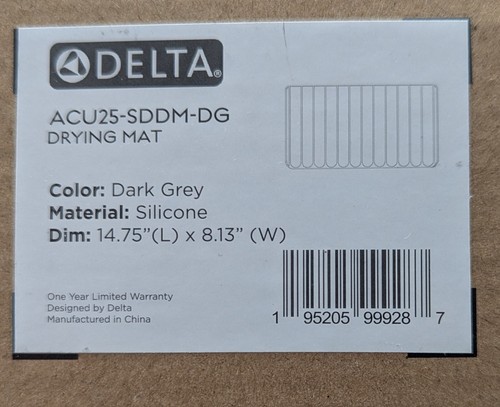 DELTA®
ACU25-SDDM-DG
DRYING MAT
Color: Dark Grey
Material: Silicone
Dim: 14.75”(L) x 8.13” (W)
One Year Limited Warranty
Designed by Delta
Manufactured in China
1 95205 99928 7